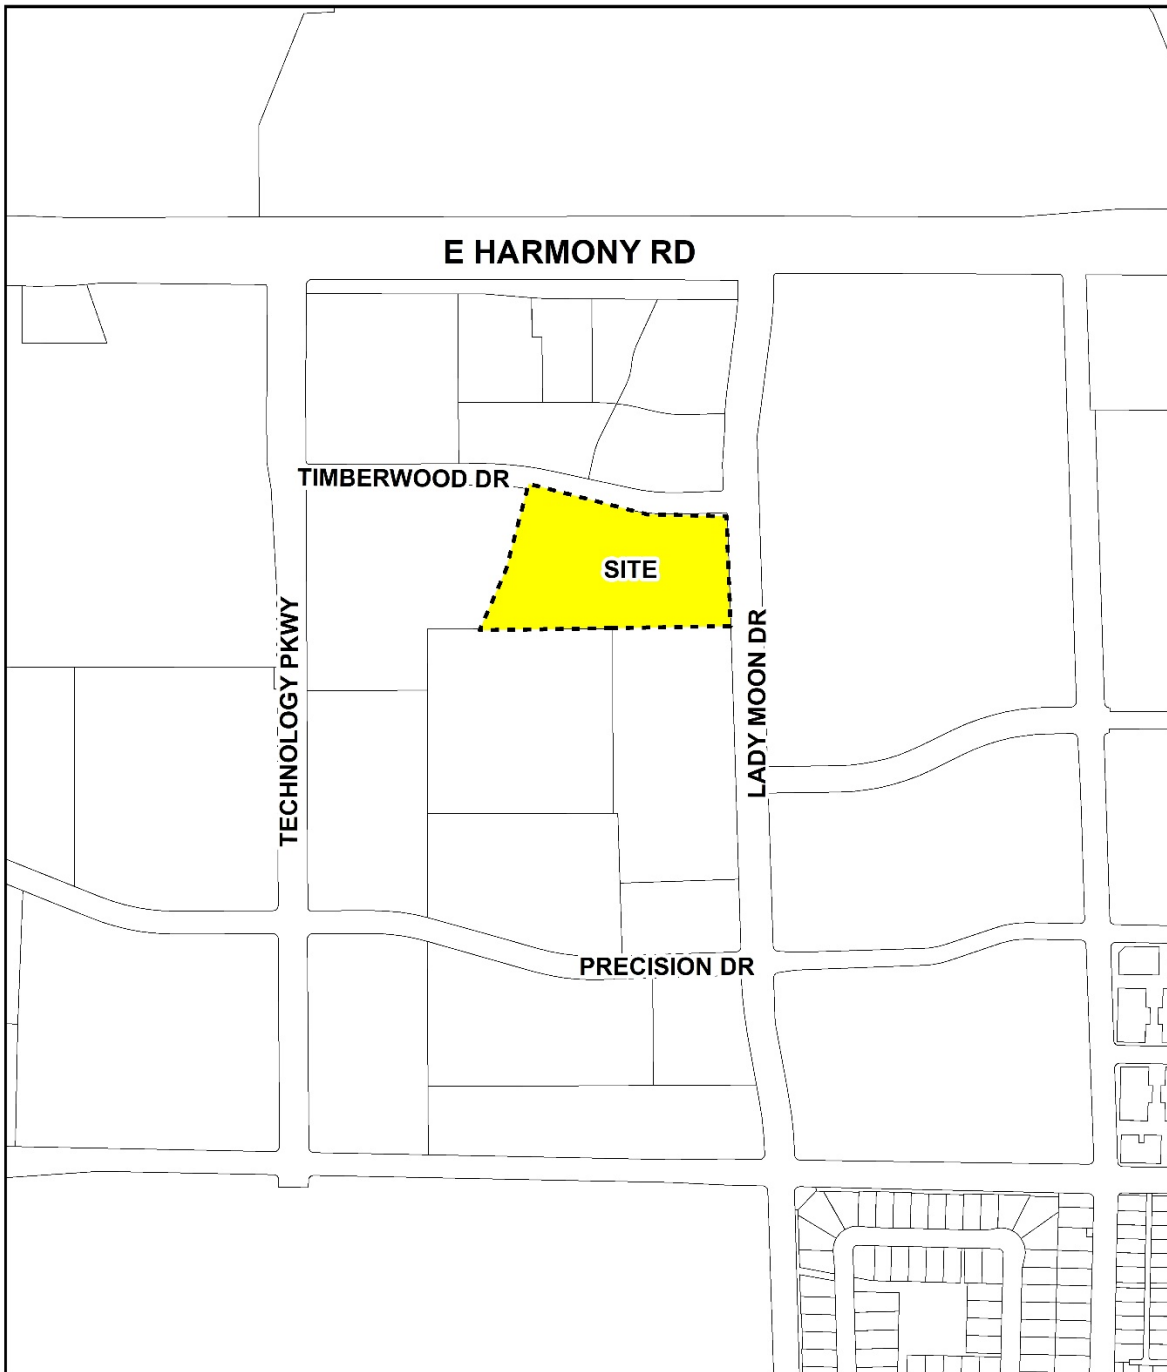 E HARMONY RD
TIMBERWOOD DR
SITE
TECHNOLOGY PKWY
LADY MOON DR
PRECISION DR